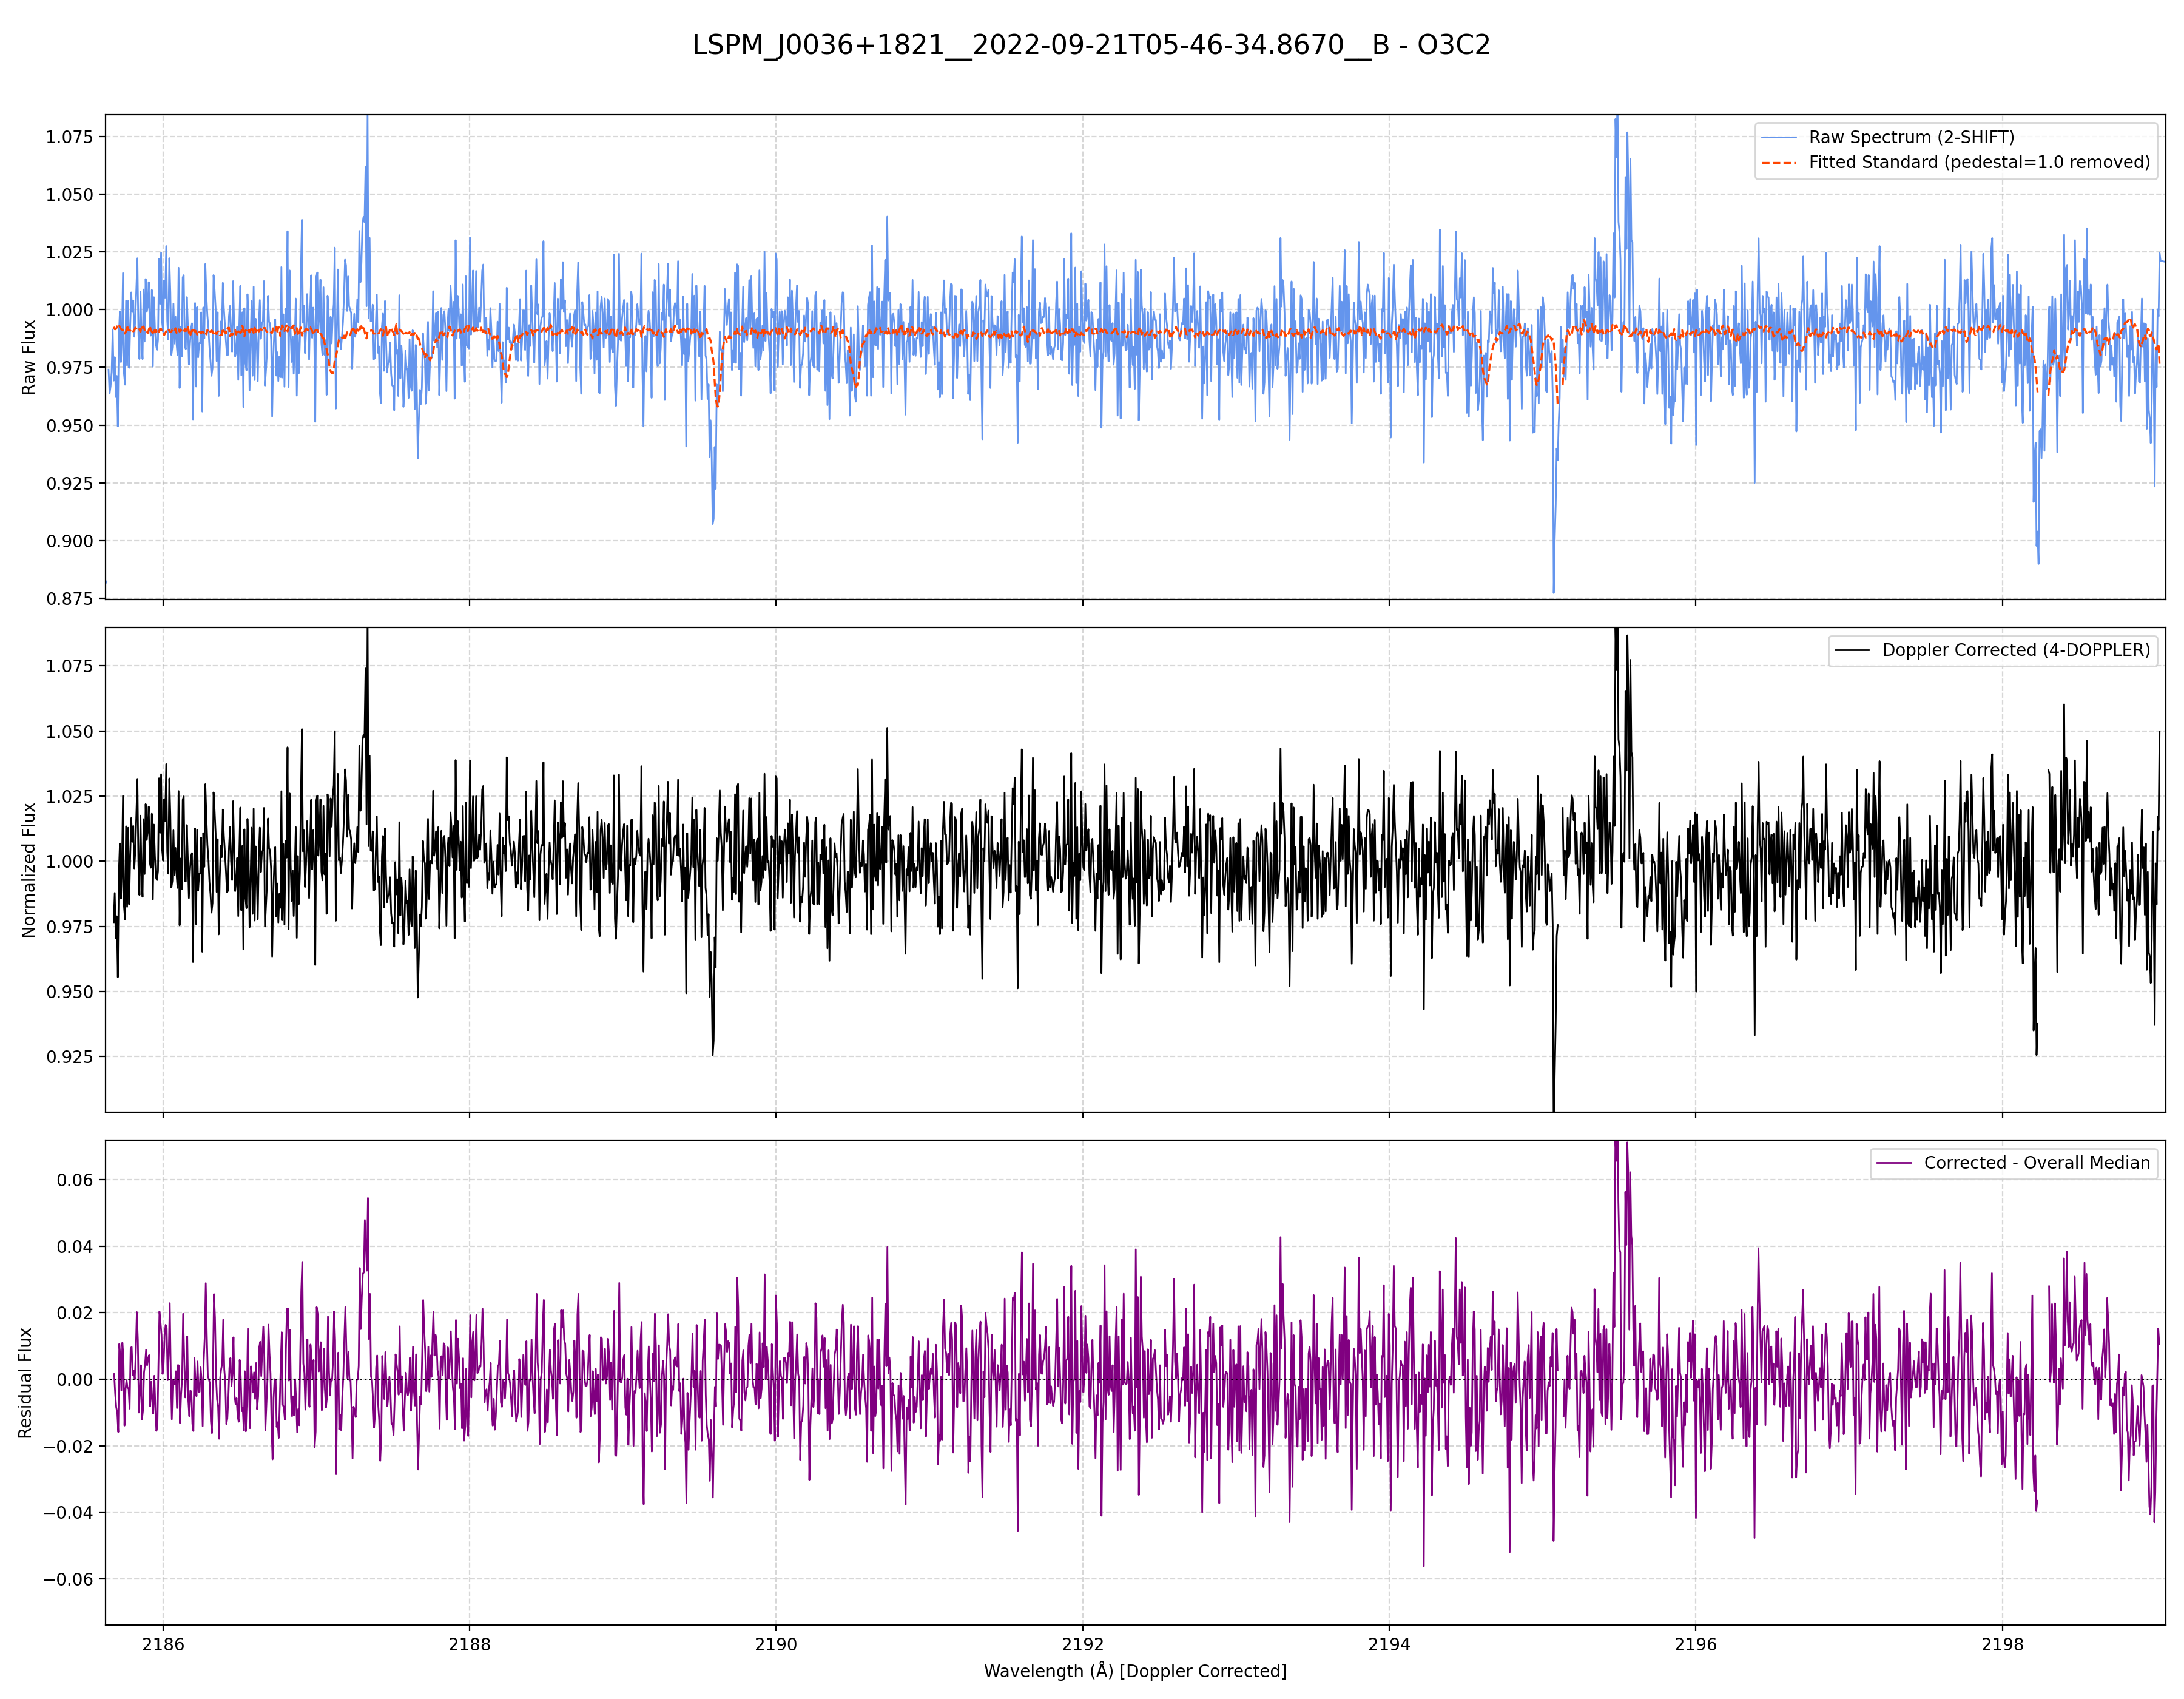 LSPM_J0036+1821__2022-09-21T05-46-34.8670__B - O3C2
Raw Flux
1.075
1.050
1.025
1.000
0.975
0.950
0.925
0.900
0.875
Raw Spectrum (2-SHIFT)
Fitted Standard (pedestal=1.0 removed)
Normalized Flux
1.075
1.050
1.025
1.000
0.975
0.950
0.925
Doppler Corrected (4-DOPPLER)
Residual Flux
0.06
0.04
0.02
0.00
−0.02
−0.04
−0.06
Corrected - Overall Median
2186 2188 2190 2192 2194 2196 2198
Wavelength (Å) [Doppler Corrected]